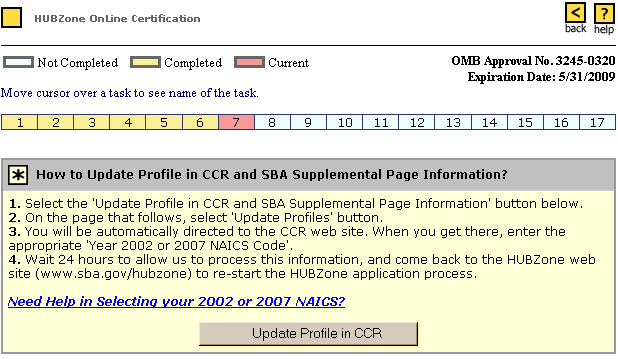 HUBZone OnLine Certification
<
?
back
help
Not Completed Completed Current
OMB Approval No. 3245-0320
Expiration Date: 5/31/2009
Move cursor over a task to see name of the task.
1 2 3 4 5 6 7 8 9 10 11 12 13 14 15 16 17
* How to Update Profile in CCR and SBA Supplemental Page Information?
1. Select the 'Update Profile in CCR and SBA Supplemental Page Information' button below.
2. On the page that follows, select 'Update Profiles' button.
3. You will be automatically directed to the CCR web site. When you get there, enter the
appropriate 'Year 2002 or 2007 NAICS Code'.
4. Wait 24 hours to allow us to process this information, and come back to the HUBZone web
site (www.sba.gov/hubzone) to re-start the HUBZone application process.
Need Help in Selecting your 2002 or 2007 NAICS?
Update Profile in CCR